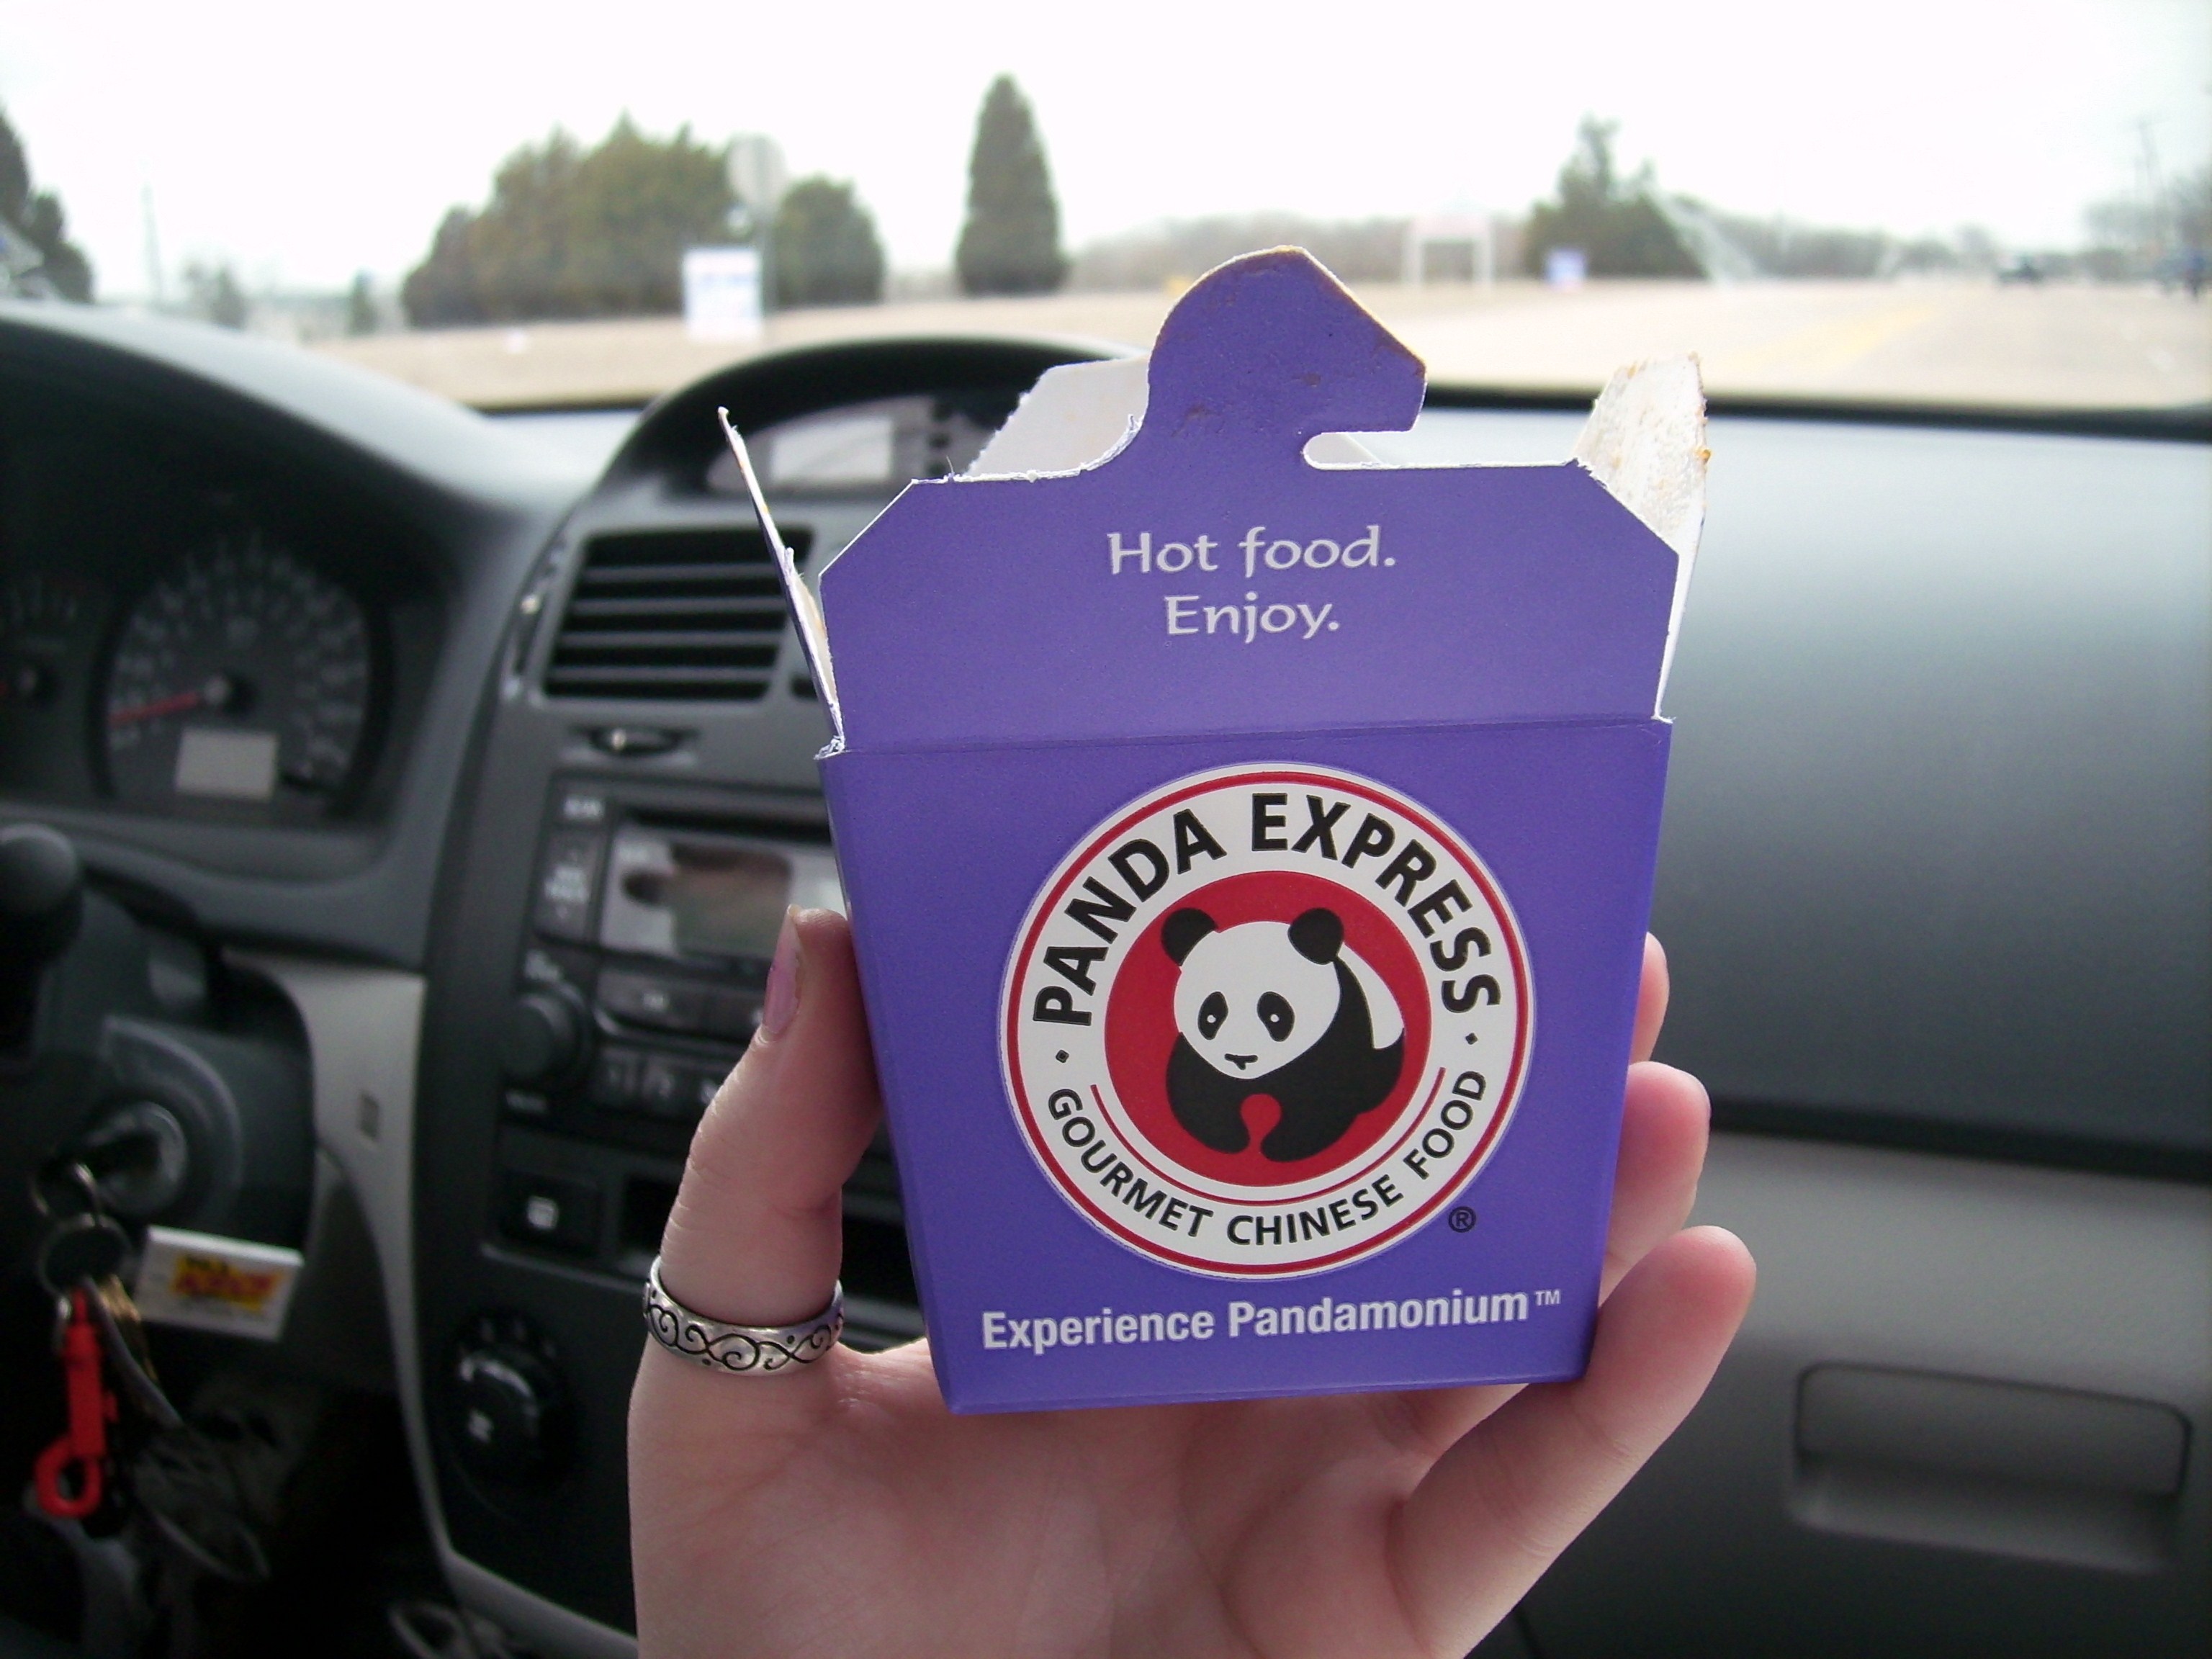 Hot food.
Enjoy.
PANDA EXPRESS
GOURMET CHINESE FOOD
®
Experience Pandamonium™